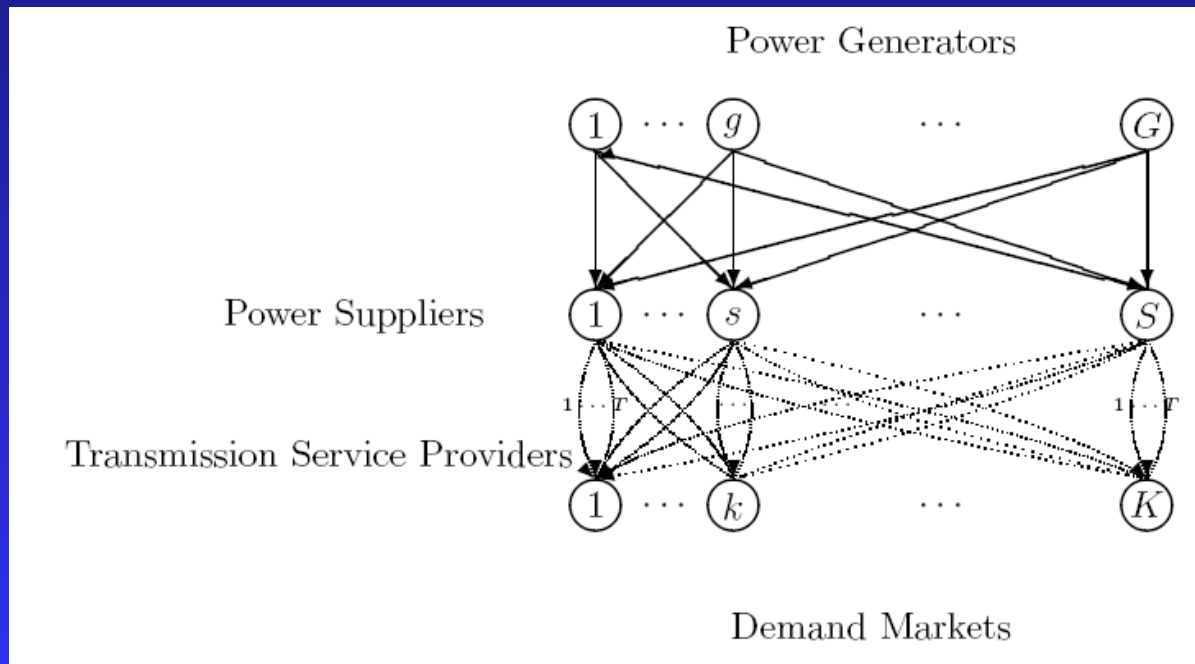 Power Generators
1 ··· g ··· G
Power Suppliers
1 ··· s ··· S
1 ··· T ··· 1 ··· T
Transmission Service Providers
1 ··· k ··· K
Demand Markets